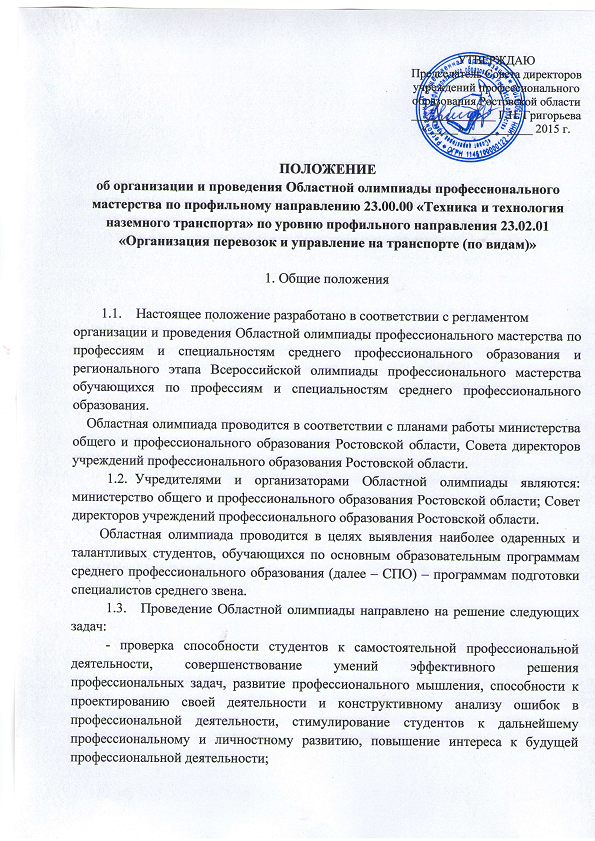 УТВЕРЖДАЮ
Председатель Совета директоров
учреждений профессионального
образования Ростовской области
Григорьева
2015 г.
ПОЛОЖЕНИЕ
об организации и проведения Областной олимпиады профессионального
мастерства по профильному направлению 23.00.00 «Техника и технология
наземного транспорта» по уровню профильного направления 23.02.01
«Организация перевозок и управление на транспорте (по видам)»
1. Общие положения
1.1. Настоящее положение разработано в соответствии с регламентом
организации и проведения Областной олимпиады профессионального мастерства по
профессиям и специальностям среднего профессионального образования и
регионального этапа Всероссийской олимпиады профессионального мастерства
обучающихся по профессиям и специальностям среднего профессионального
образования.
Областная олимпиада проводится в соответствии с планами работы министерства
общего и профессионального образования Ростовской области, Совета директоров
учреждений профессионального образования Ростовской области.
1.2. Учредителями и организаторами Областной олимпиады являются:
министерство общего и профессионального образования Ростовской области; Совет
директоров учреждений профессионального образования Ростовской области.
Областная олимпиада проводится в целях выявления наиболее одаренных и
талантливых студентов, обучающихся по основным образовательным программам
среднего профессионального образования (далее – СПО) – программам подготовки
специалистов среднего звена.
1.3. Проведение Областной олимпиады направлено на решение следующих
задач:
- проверка способности студентов к самостоятельной профессиональной
деятельности, совершенствование умений эффективного решения
профессиональных задач, развитие профессионального мышления, способности к
проектированию своей деятельности и конструктивному анализу ошибок в
профессиональной деятельности, стимулирование студентов к дальнейшему
профессиональному и личностному развитию, повышение интереса к будущей
профессиональной деятельности;